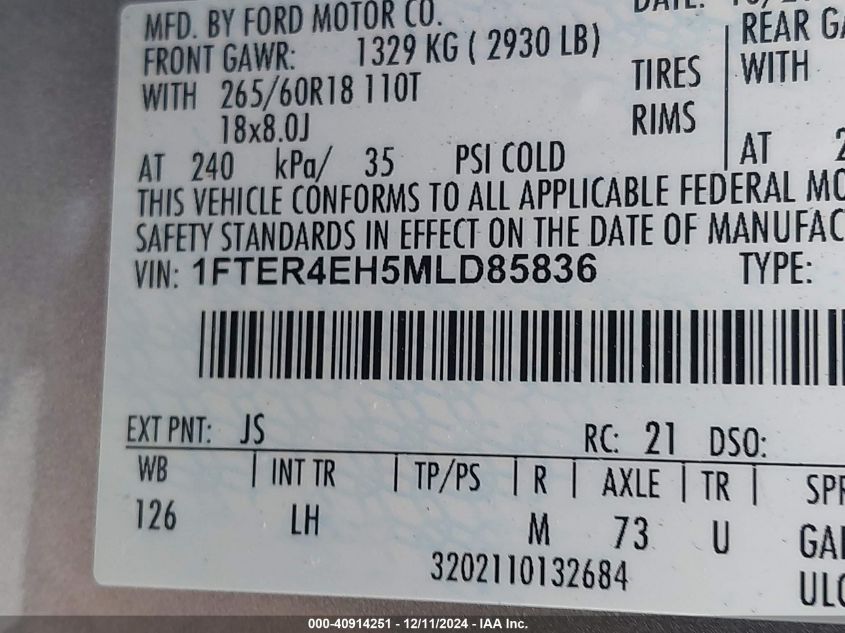 DATE:
MFD. BY FORD MOTOR CO.
FRONT GAWR: 1329 KG ( 2930 LB) REAR
WITH 265/60R18 110T TIRES WITH
18x8.0J RIMS
AT 240 kPa/ 35 PSI COLD AT
THIS VEHICLE CONFORMS TO ALL APPLICABLE FEDERAL
SAFETY STANDARDS IN EFFECT ON THE DATE OF
VIN: 1FTER4EH5MLD85836 TYPE:
EXT PNT: JS RC: 21 DSO:
WB | INT TR | TP/PS | R | AXLE | TR |
126 LH M 73 U
3202110132684
000-40914251 - 12/11/2024 - IAA, Inc.